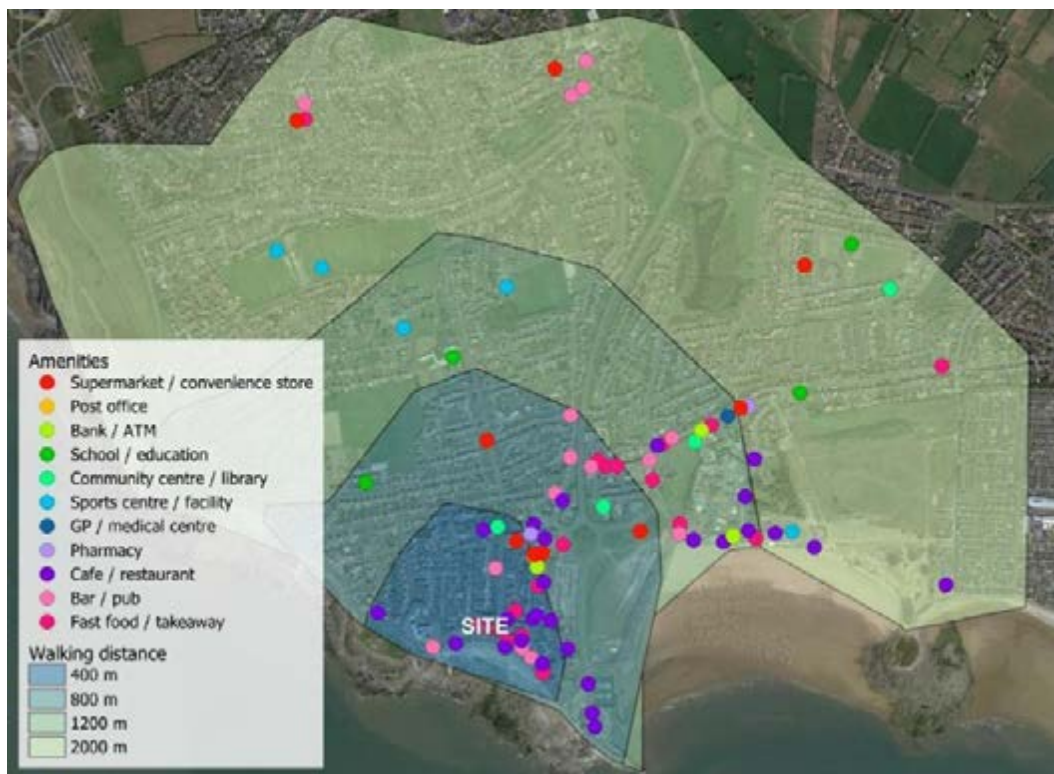 SITE
Amenities
Supermarket / convenience store
Post office
Bank / ATM
School / education
Community centre / library
Sports centre / facility
GP / medical centre
Pharmacy
Cafe / restaurant
Bar / pub
Fast food / takeaway
Walking distance
400 m
800 m
1200 m
2000 m